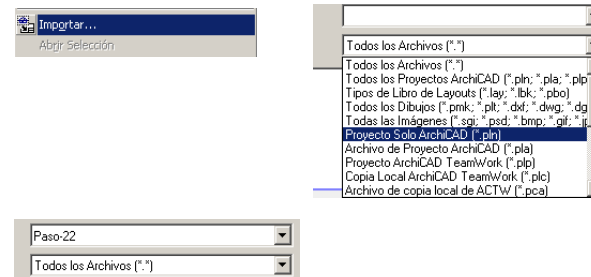 Importar...
Abrir Selección
Todos los Archivos (*.*)
Todos los Archivos (*.*)
Todos los Proyectos ArchiCAD (*.pln; *.pla; *.plp
Tipos de Libro de Layouts (*.lay; *.lbk; *.pbo)
Todos los Dibujos (*.pmk; *.plt; *.dxf; *.dwg; *.dg
Todas las Imágenes (*.sgi; *.psd; *.bmp; *.gif; *.jp
Proyecto Solo ArchiCAD (*.pln)
Archivo de Proyecto ArchiCAD (*.pla)
Proyecto ArchiCAD TeamWork (*.plp)
Copia Local ArchiCAD TeamWork (*.plc)
Archivo de copia local de ACTW (*.pca)
Paso-22
Todos los Archivos (*.*)